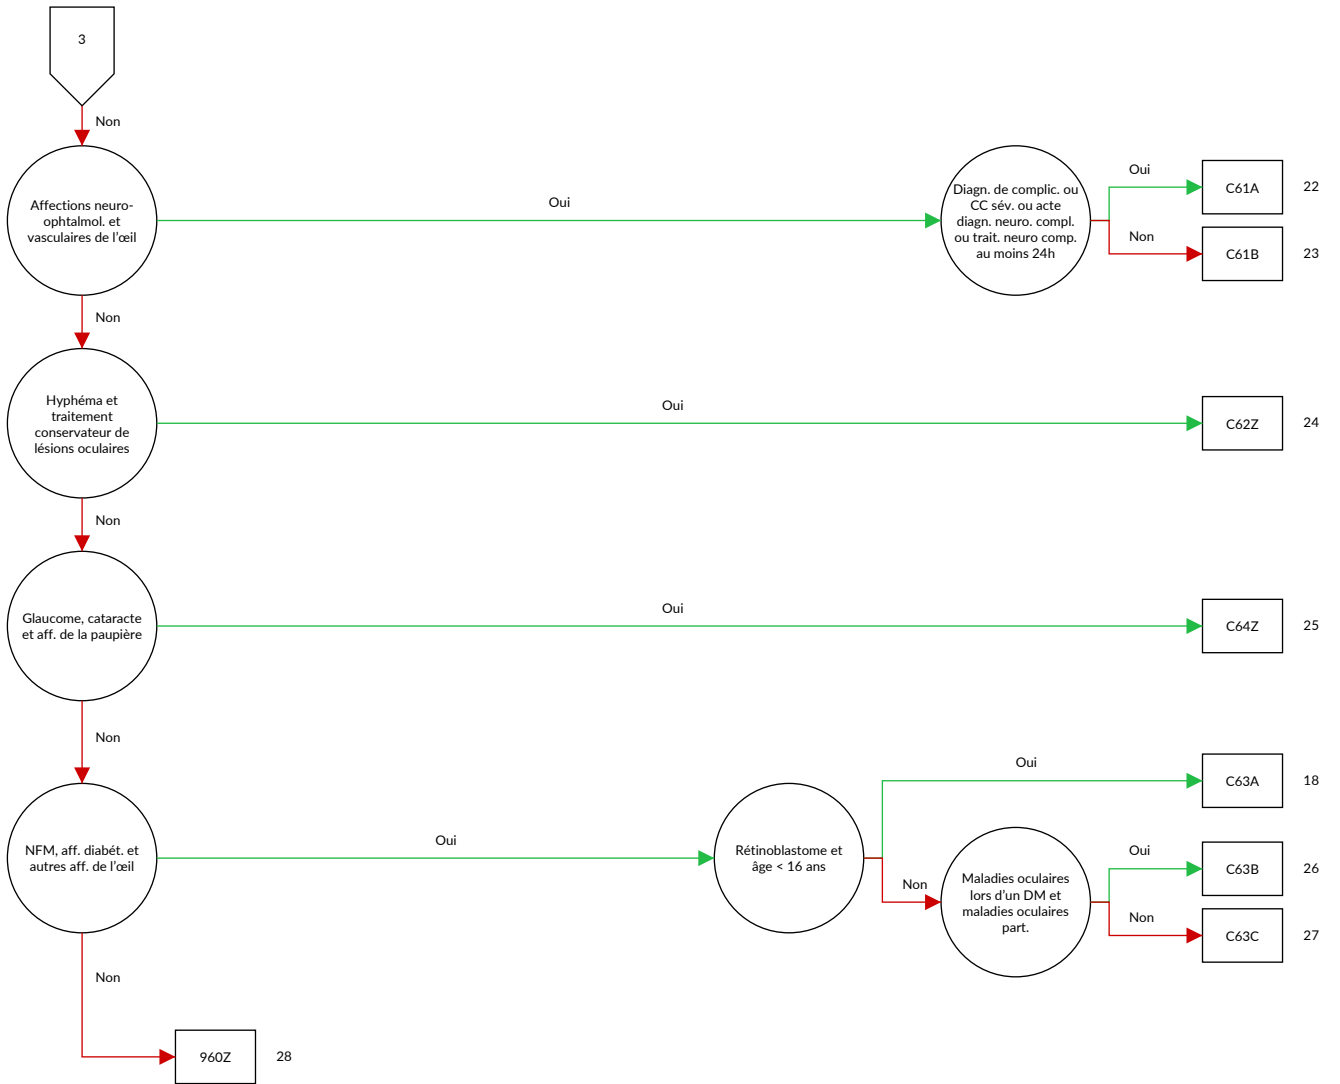 3
Non
Affections neuro-
ophtalmol. et
vasculaires de l'œil
Oui
Diagn. de complic. ou
CC sév. ou acte
diagn. neuro. compl.
ou trait. neuro comp.
au moins 24h
Oui
C61A
22
Non
C61B
23
Non
Hyphéma et
traitement
conservateur de
lésions oculaires
Oui
C62Z
24
Non
Glaucome, cataracte
et aff. de la paupière
Oui
C64Z
25
Non
NFM, aff. diabét. et
autres aff. de l'œil
Oui
Rétinoblastome et
âge < 16 ans
Oui
C63A
18
Non
Maladies oculaires
lors d'un DM et
maladies oculaires
part.
Oui
C63B
26
Non
C63C
27
Non
960Z
28